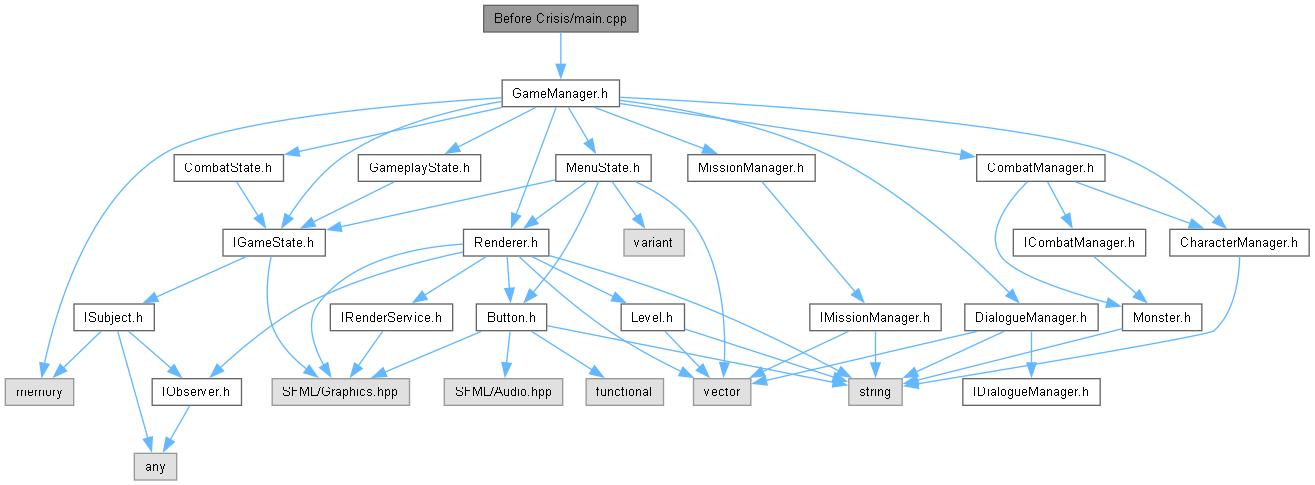 Before Crisis/main.cpp
GameManager.h
CombatState.h
GameplayState.h
MenuState.h
MissionManager.h
CombatManager.h
IGameState.h
Renderer.h
variant
ICombatManager.h
CharacterManager.h
ISubject.h
IRenderService.h
Button.h
Level.h
IMissionManager.h
DialogueManager.h
Monster.h
memory
IObserver.h
SFML/Graphics.hpp
SFML/Audio.hpp
functional
vector
string
IDialogueManager.h
any